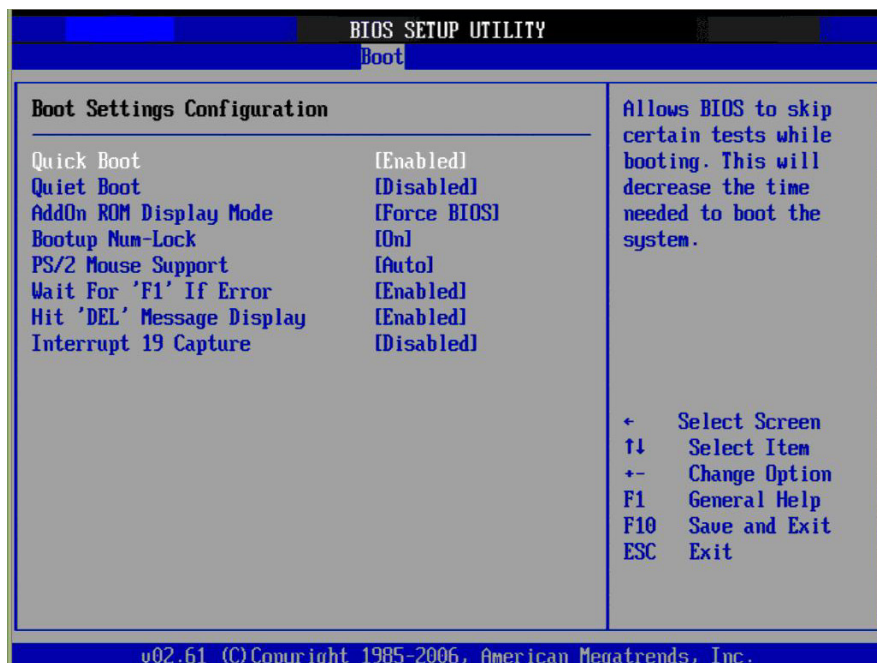 BIOS SETUP UTILITY
Boot
Boot Settings Configuration
Quick Boot [Enabled]
Quiet Boot [Disabled]
AddOn ROM Display Mode [Force BIOS]
Bootup Num-Lock [On]
PS/2 Mouse Support [Auto]
Wait For 'F1' If Error [Enabled]
Hit 'DEL' Message Display [Enabled]
Interrupt 19 Capture [Disabled]
Allows BIOS to skip
certain tests while
booting. This will
decrease the time
needed to boot the
system.
← Select Screen
↑↓ Select Item
+- Change Option
F1 General Help
F10 Save and Exit
ESC Exit
v02.61 (C)Copyright 1985-2006, American Megatrends, Inc.